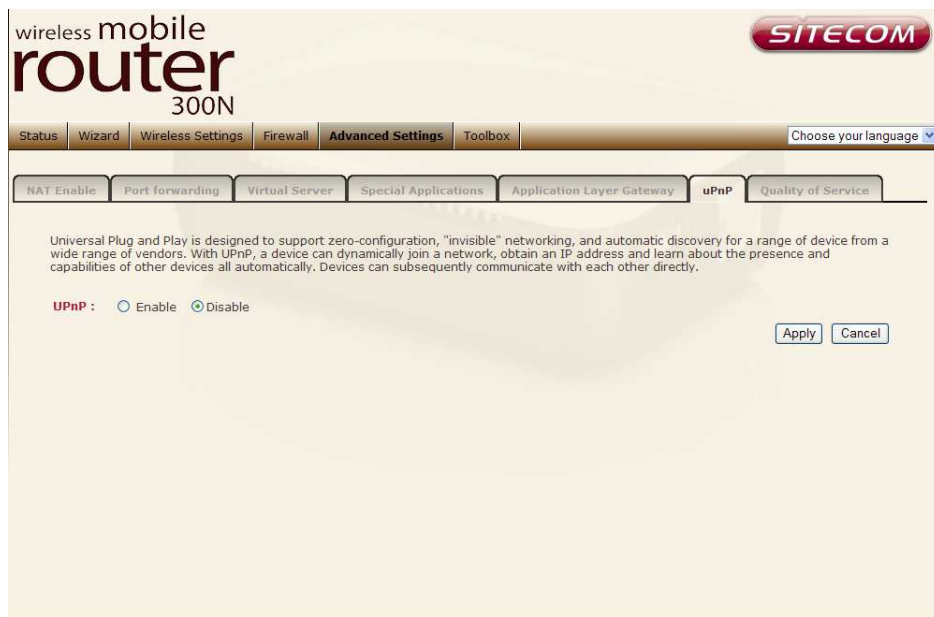 wireless mobile
router
300N
SITECOM
Status Wizard Wireless Settings Firewall Advanced Settings Toolbox Choose your language
NAT Enable Port forwarding Virtual Server Special Applications Application Layer Gateway uPnP Quality of Service
Universal Plug and Play is designed to support zero-configuration, "invisible" networking, and automatic discovery for a range of device from a
wide range of vendors. With UPnP, a device can dynamically join a network, obtain an IP address and learn about the presence and
capabilities of other devices all automatically. Devices can subsequently communicate with each other directly.
UPnP : Enable Disable
Apply Cancel